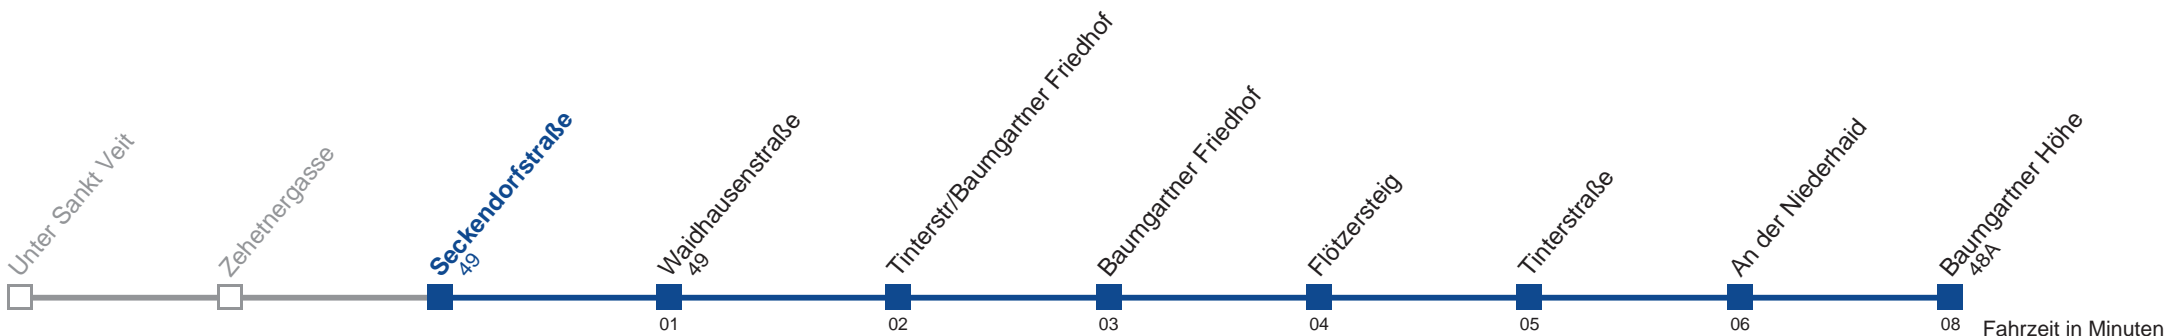 Unter Sankt Veit
Zehetnergasse
Seckendorfstraße
49
Waidhausenstraße
49
Tinterstr/Baumgartner Friedhof
Baumgartner Friedhof
Flötzersteig
Tinterstraße
An der Niederhaid
Baumgartner Höhe
48A
01
02
03
04
05
06
08
Fahrzeit in Minuten